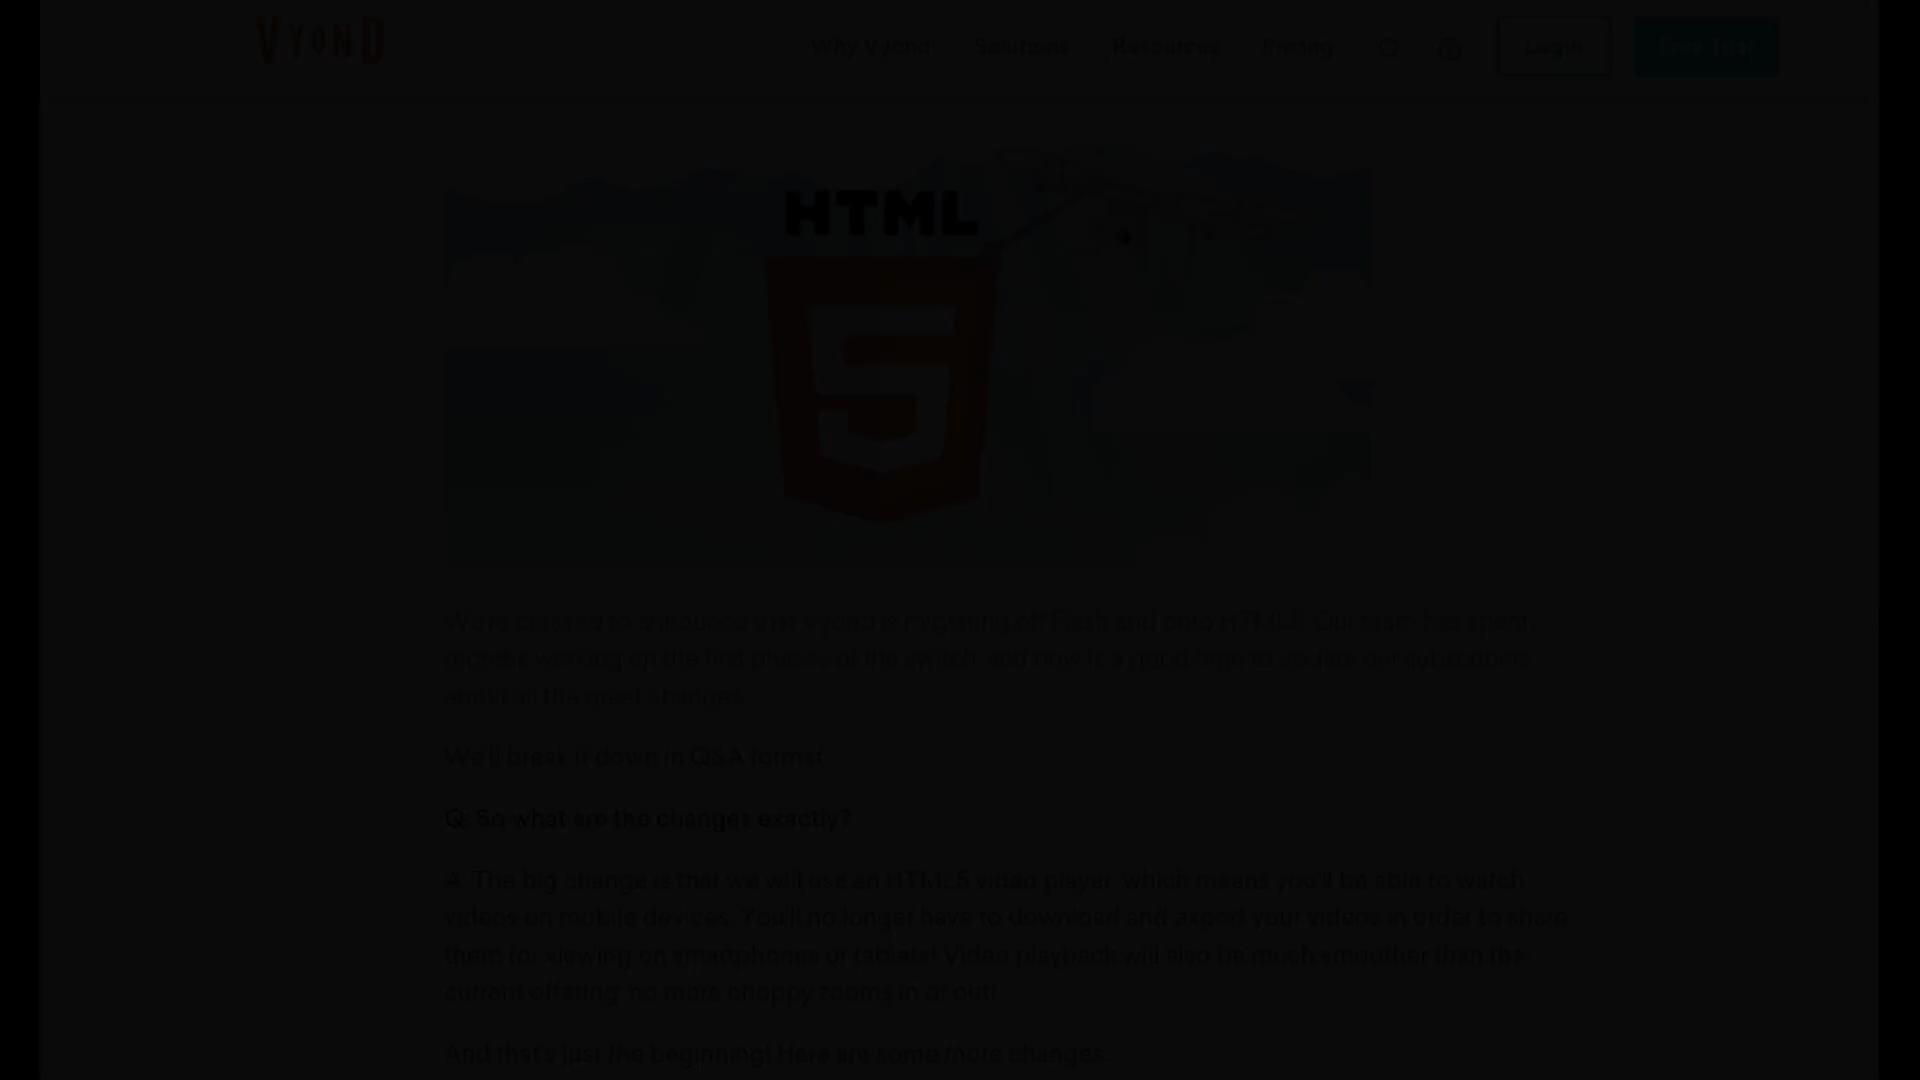 VYOND
Why Vyond? Solutions Resources Pricing Login Free Trial
HTML
5
We're excited to announce that Vyond is migrating off Flash and onto HTML5. Our team has spent
months working on the first phases of the switch, and now is a good time to update our subscribers
about all the great changes.
We'll break it down in Q&A format.
Q: So what are the changes exactly?
A: The big change is that we will use an HTML5 video player, which means you'll be able to watch
videos on mobile devices. You'll no longer have to download and export your videos in order to share
them for viewing on smartphones or tablets! Video playback will also be much smoother than the
current offering: no more choppy zooms in or out!
And that's just the beginning! Here are some more changes: